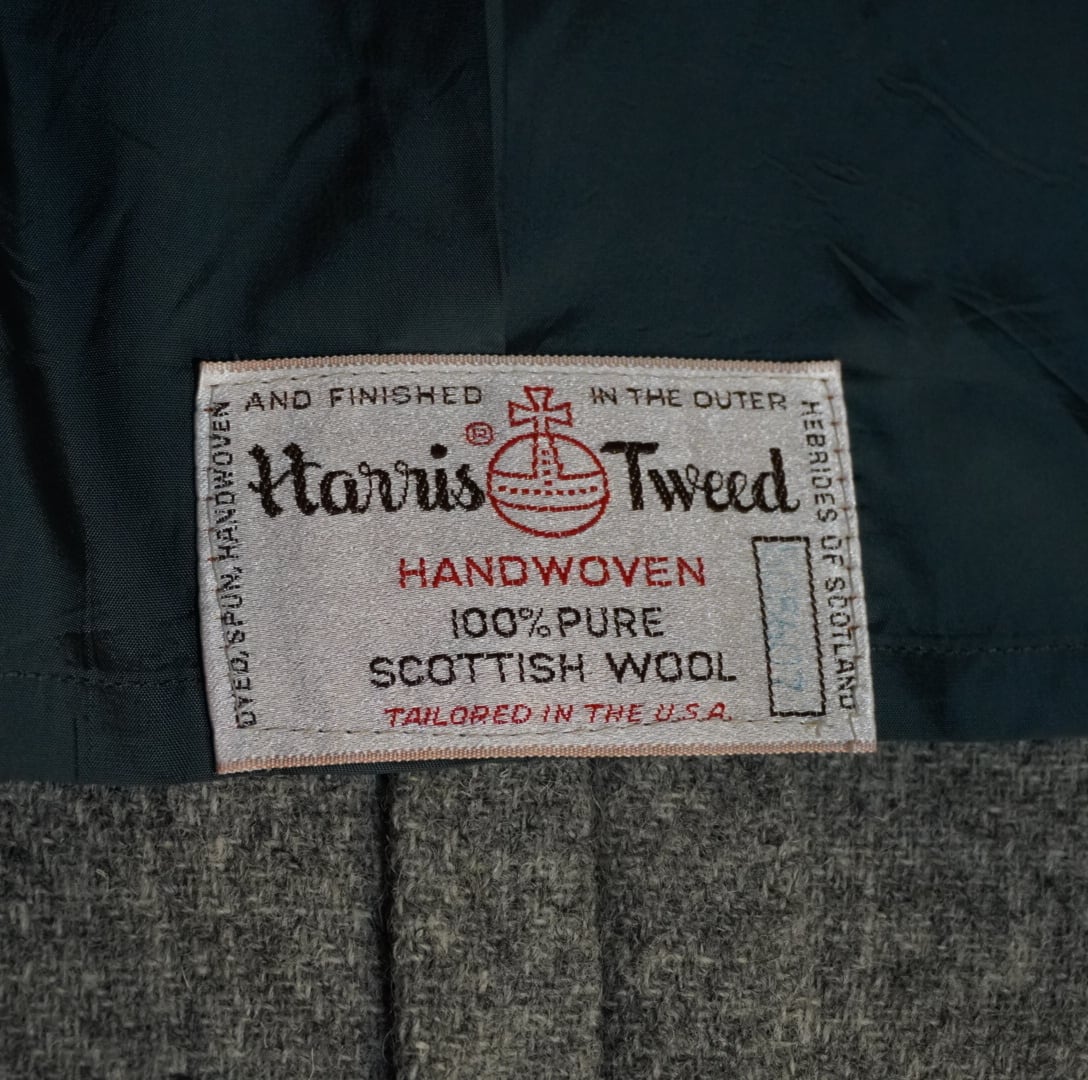 DYED, SPUN, HANDWOVEN
AND FINISHED
IN THE OUTER
HEBRIDES OF SCOTLAND
Harris® Tweed
HANDWOVEN
100% PURE
SCOTTISH WOOL
TAILORED IN THE U.S.A.